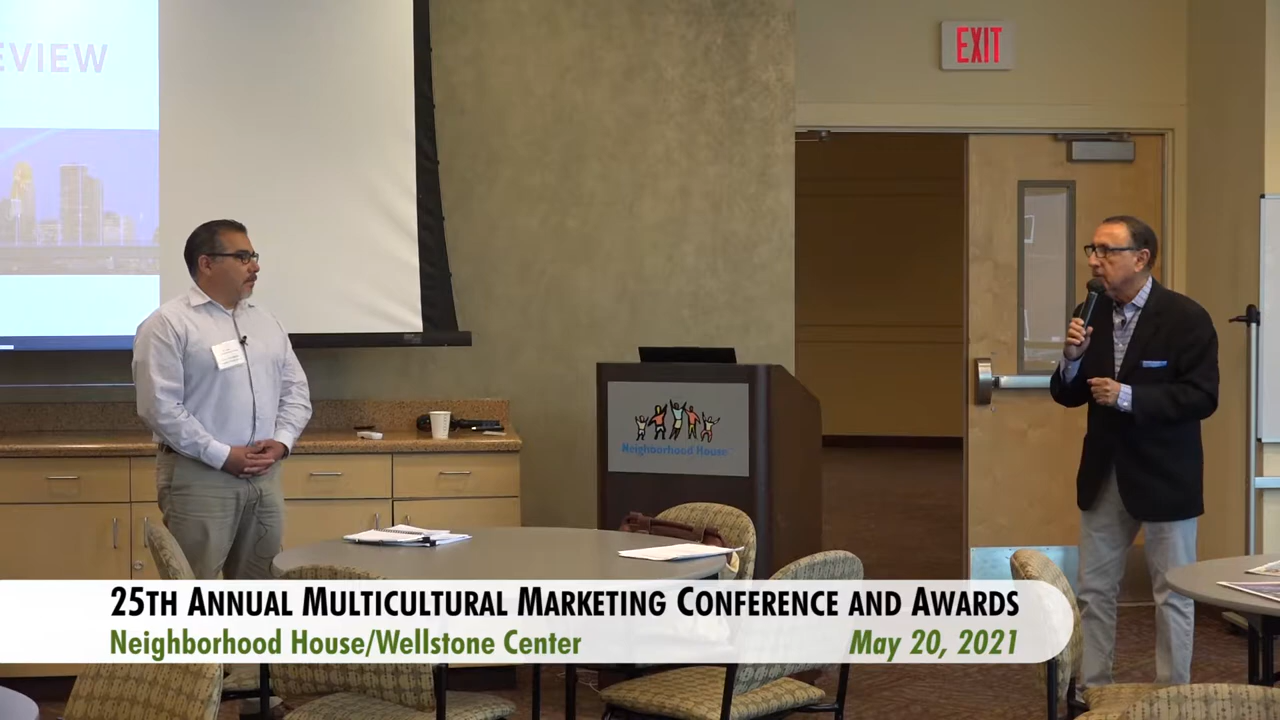 EVIEW
EXIT
Neighborhood House
25TH ANNUAL MULTICULTURAL MARKETING CONFERENCE AND AWARDS
Neighborhood House/Wellstone Center
May 20, 2021